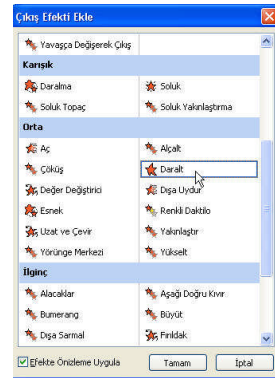 Çıkış Efekti Ekle
Yavaşça Değişerek Çıkış
Karışık
Daralma Soluk
Soluk Topaç Soluk Yakınlaştırma
Orta
Aç Alçalt
Çöküş Daralt
Değer Değiştirici Dışa Uydur
Esnek Renkli Daktilo
Uzat ve Çevir Yakınlaştır
Yörünge Merkezi Yükselt
İlginç
Alacaklar Aşağı Doğru Kıvır
Bumerang Büyüt
Dışa Sarmal Fırıldak
Efekte Önizleme Uygula Tamam İptal